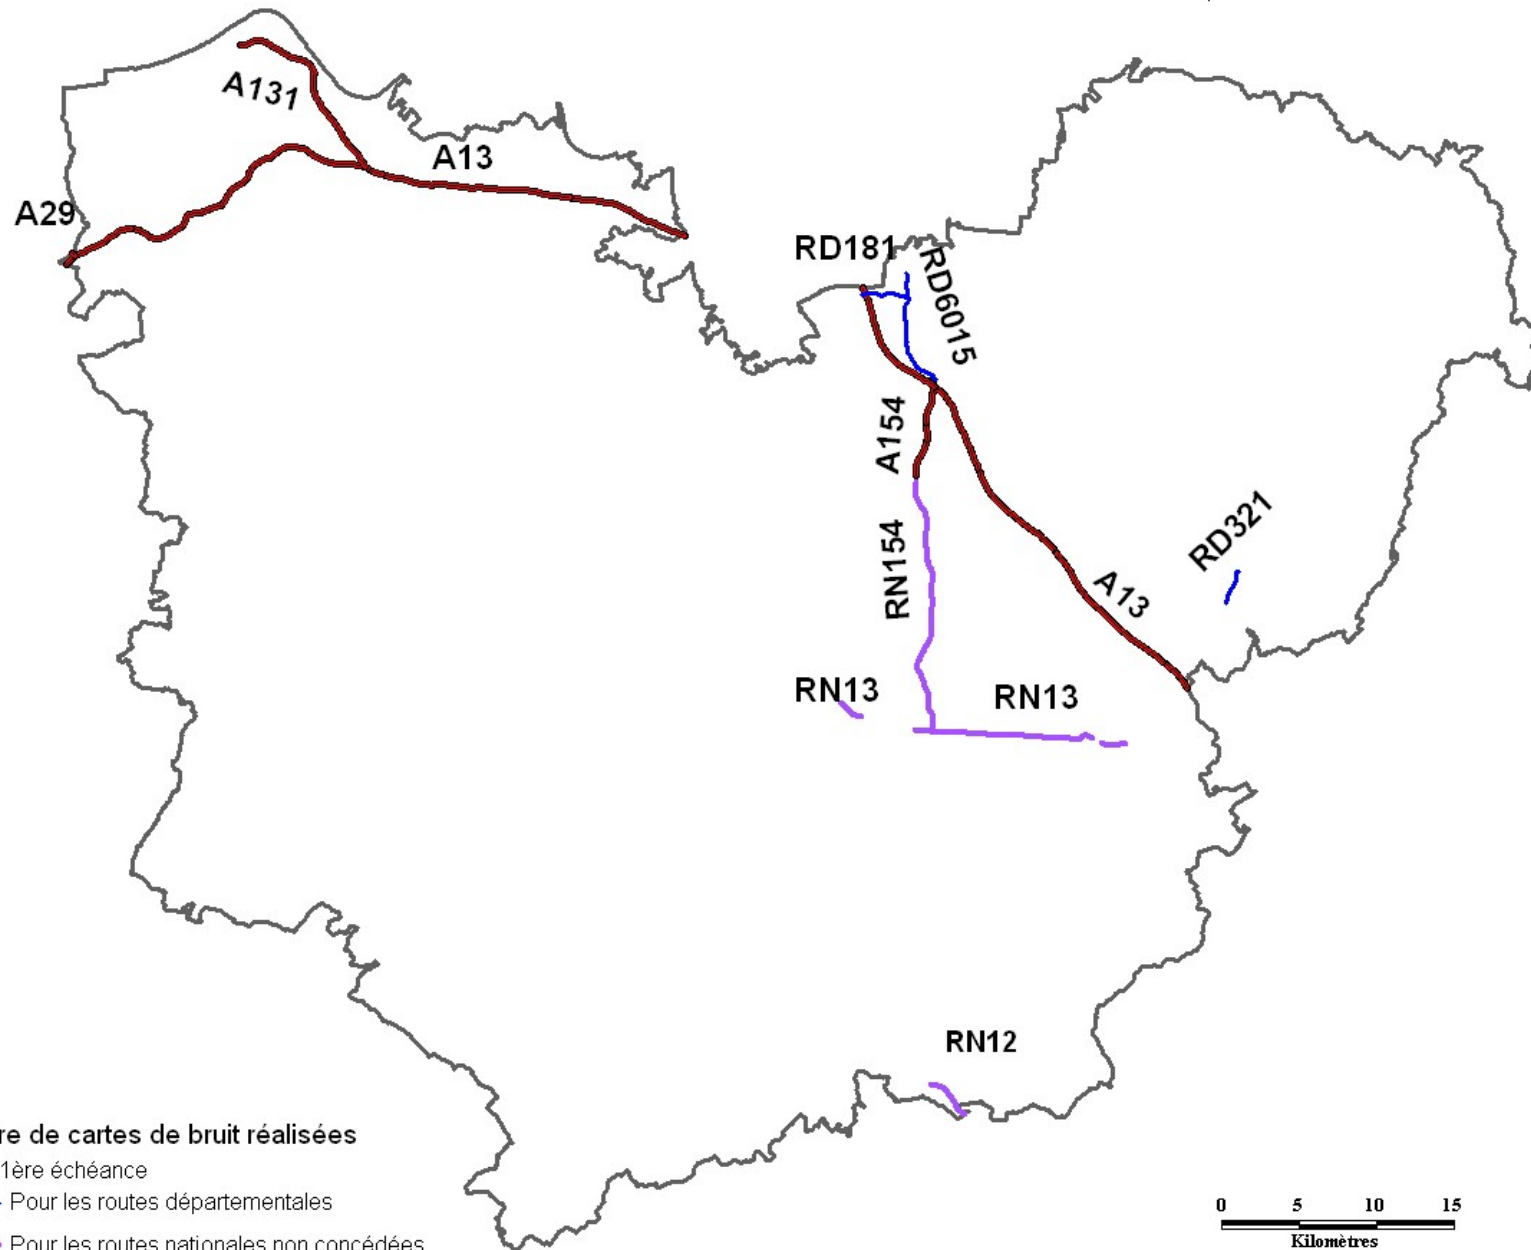 A131
A13
A29
RD181
RD6015
A154
RD321
RN154
A13
RN13
RN13
RN12
re de cartes de bruit réalisées
1ère échéance
Pour les routes départementales
Pour les routes nationales non concédées
0 5 10 15
Kilomètres